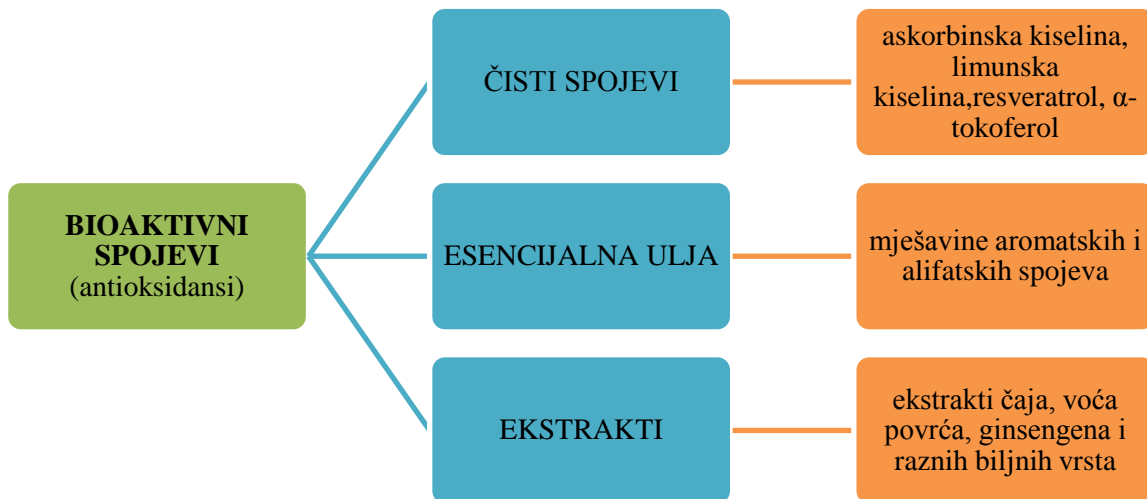 BIOAKTIVNI
SPOJEVI
(antioksidansi)
ČISTI SPOJEVI
askorbinska kiselina,
limunska
kiselina,resveratrol, α-
tokoferol
ESENCIJALNA ULJA
mješavine aromatskih i
alifatskih spojeva
EKSTRAKTI
ekstrakti čaja, voća
povrća, ginsengena i
raznih biljnih vrsta